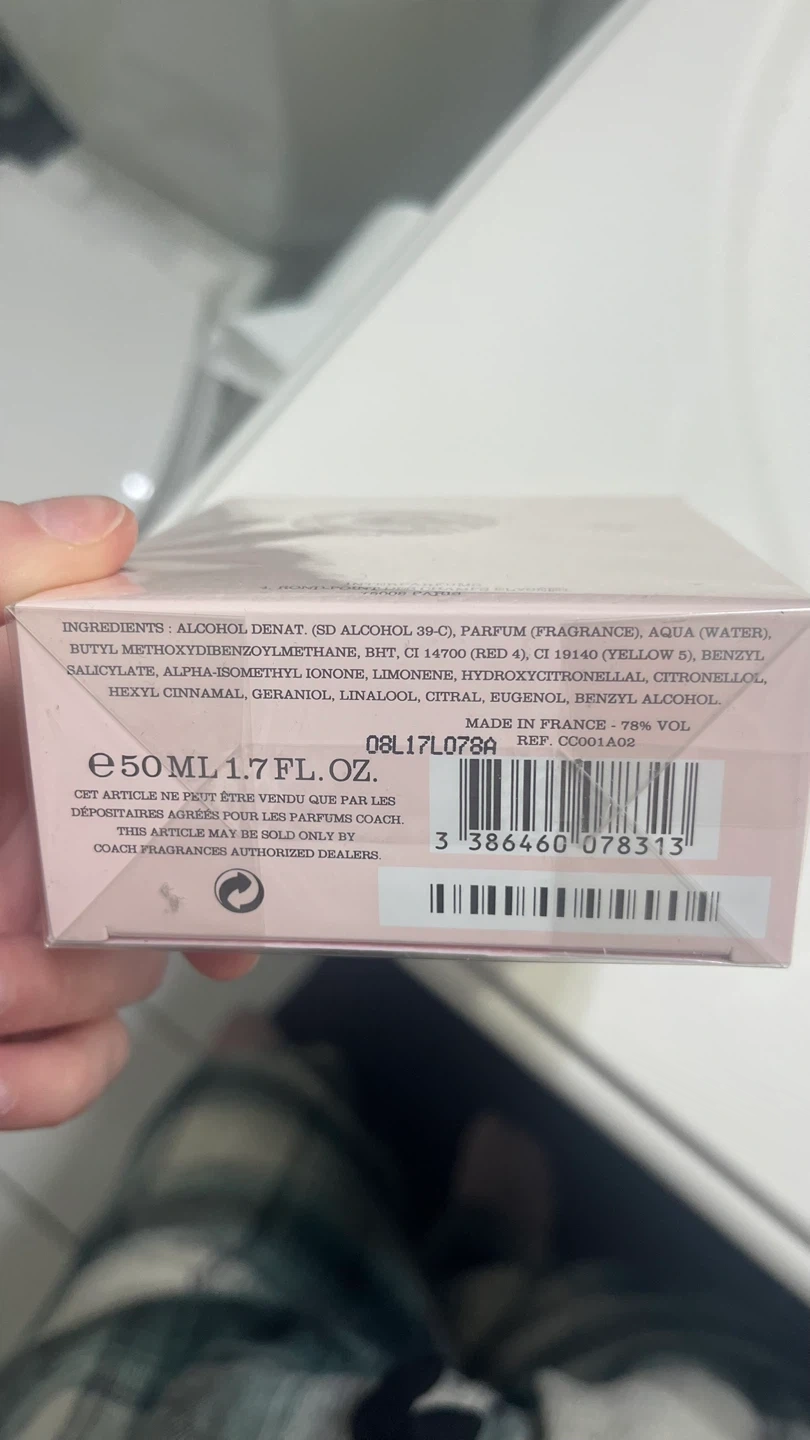 75008 PARIS
INGREDIENTS : ALCOHOL DENAT. (SD ALCOHOL 39-C), PARFUM (FRAGRANCE), AQUA (WATER),
BUTYL METHOXYDIBENZOYLMETHANE, BHT, CI 14700 (RED 4), CI 19140 (YELLOW 5), BENZYL
SALICYLATE, ALPHA-ISOMETHYL IONONE, LIMONENE, HYDROXYCITRONELLAL, CITRONELLOL,
HEXYL CINNAMAL, GERANIOL, LINALOOL, CITRAL, EUGENOL, BENZYL ALCOHOL.
MADE IN FRANCE - 78% VOL
REF. CC001A02
08L17L078A
℮ 50 ML 1.7 FL. OZ.
CET ARTICLE NE PEUT ÊTRE VENDU QUE PAR LES
DÉPOSITAIRES AGRÉÉS POUR LES PARFUMS COACH.
THIS ARTICLE MAY BE SOLD ONLY BY
COACH FRAGRANCES AUTHORIZED DEALERS.
3 386460 078313